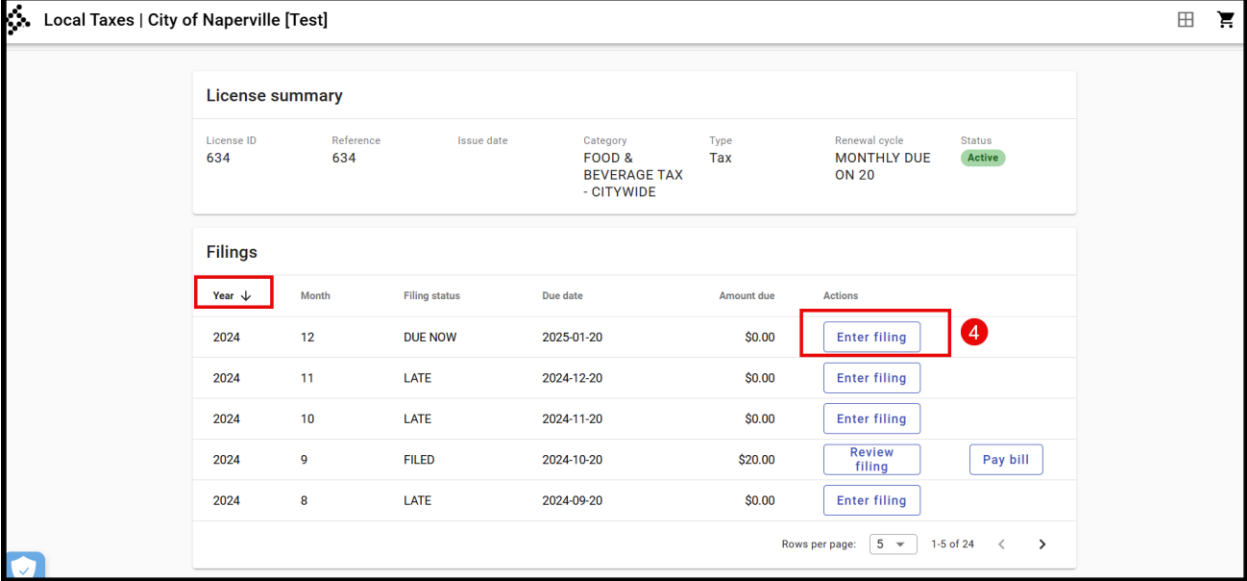 Local Taxes | City of Naperville [Test]
License summary
License ID Reference Issue date Category Type Renewal cycle Status
634 634 FOOD & Tax MONTHLY DUE Active
BEVERAGE TAX ON 20
- CITYWIDE
Filings
Year ↓ Month Filing status Due date Amount due Actions
2024 12 DUE NOW 2025-01-20 $0.00 Enter filing 4
2024 11 LATE 2024-12-20 $0.00 Enter filing
2024 10 LATE 2024-11-20 $0.00 Enter filing
2024 9 FILED 2024-10-20 $20.00 Review filing Pay bill
2024 8 LATE 2024-09-20 $0.00 Enter filing
Rows per page: 5 1-5 of 24 < >